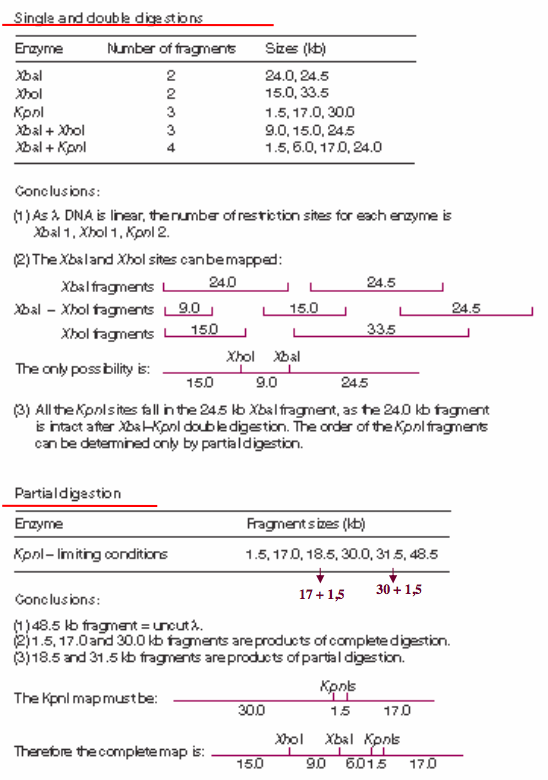 Single and double digestions
Enzyme Number of fragments Sizes (kb)
XbaI 2 24.0, 24.5
XhoI 2 15.0, 33.5
KpnI 3 1.5, 17.0, 30.0
XbaI + XhoI 3 9.0, 15.0, 24.5
XbaI + KpnI 4 1.5, 6.0, 17.0, 24.0
Conclusions:
(1) As λ DNA is linear, the number of restriction sites for each enzyme is
XbaI 1, XhoI 1, KpnI 2.
(2) The XbaI and XhoI sites can be mapped:
XbaI fragments 24.0 24.5
XbaI – XhoI fragments 9.0 15.0 24.5
XhoI fragments 15.0 33.5
XhoI XbaI
The only possibility is:
15.0 9.0 24.5
(3) All the KpnI sites fall in the 24.5 kb XbaI fragment, as the 24.0 kb fragment
is intact after XbaI–KpnI double digestion. The order of the KpnI fragments
can be determined only by partial digestion.
Partial digestion
Enzyme Fragment sizes (kb)
KpnI – limiting conditions 1.5, 17.0, 18.5, 30.0, 31.5, 48.5
17 + 1,5 30 + 1,5
Conclusions:
(1) 48.5 kb fragment = uncut λ.
(2) 1.5, 17.0 and 30.0 kb fragments are products of complete digestion.
(3) 18.5 and 31.5 kb fragments are products of partial digestion.
KpnIs
The KpnI map must be:
30.0 1.5 17.0
XhoI XbaI KpnIs
Therefore the complete map is:
15.0 9.0 6.0 1.5 17.0